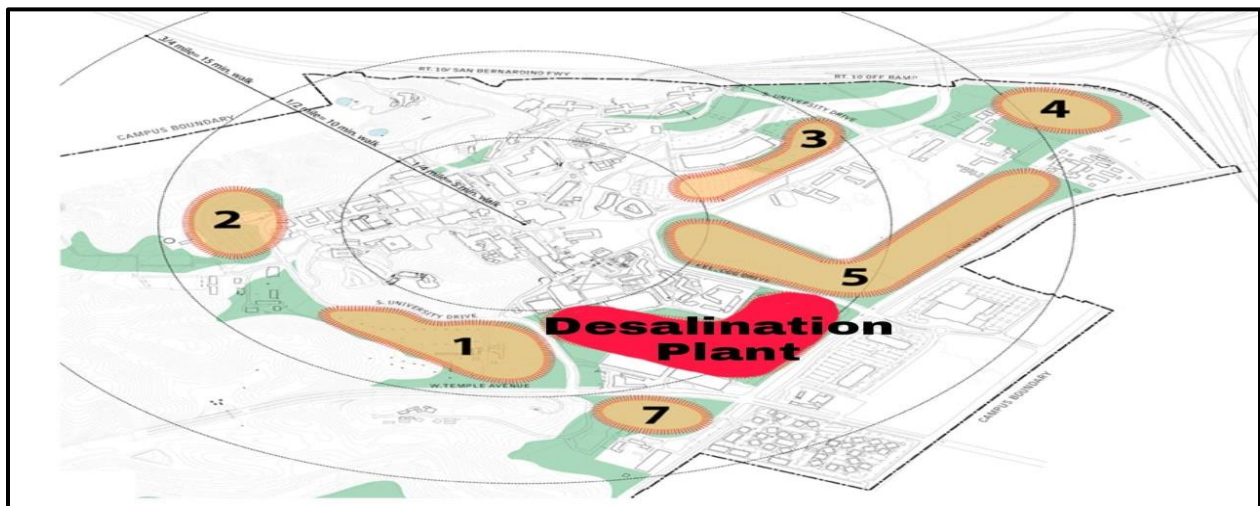 3/4 mile= 15 min. walk
RT. 10/ SAN BERNARDINO FWY
RT. 10 OFF RAMP
1/2 mile= 10 min. walk
S. UNIVERSITY DRIVE
4
CAMPUS BOUNDARY
3
1/4 mile= 5 min. walk
2
5
KELLOGG DRIVE
S. UNIVERSITY DRIVE
Desalination
Plant
1
W. TEMPLE AVENUE
CAMPUS BOUNDARY
7